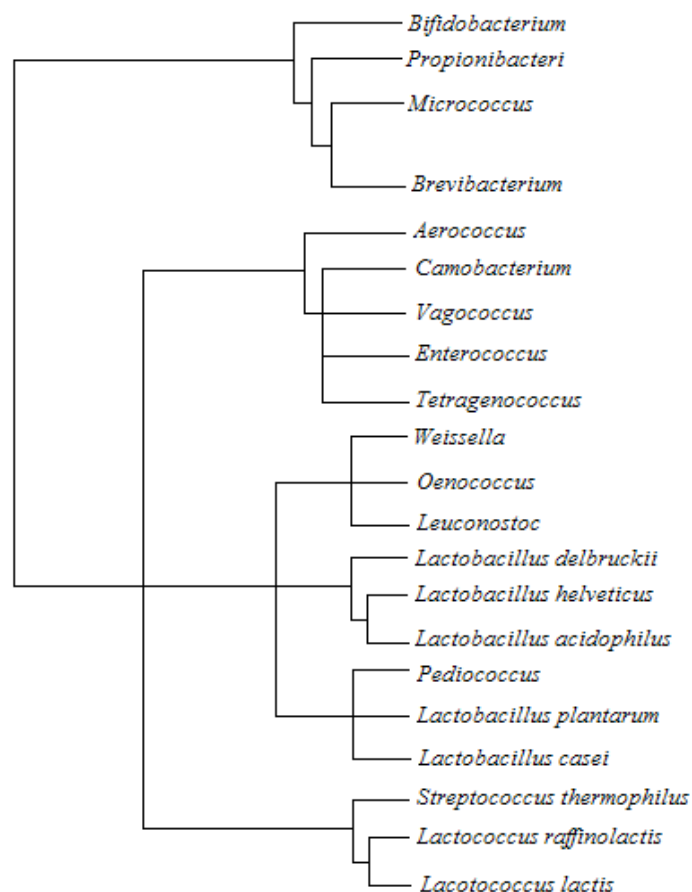 Bifidobacterium
Propionibacteri
Micrococcus
Brevibacterium
Aerococcus
Camobacterium
Vagococcus
Enterococcus
Tetragenococcus
Weissella
Oenococcus
Leuconostoc
Lactobacillus delbruckii
Lactobacillus helveticus
Lactobacillus acidophilus
Pediococcus
Lactobacillus plantarum
Lactobacillus casei
Streptococcus thermophilus
Lactococcus raffinolactis
Lacotococcus lactis